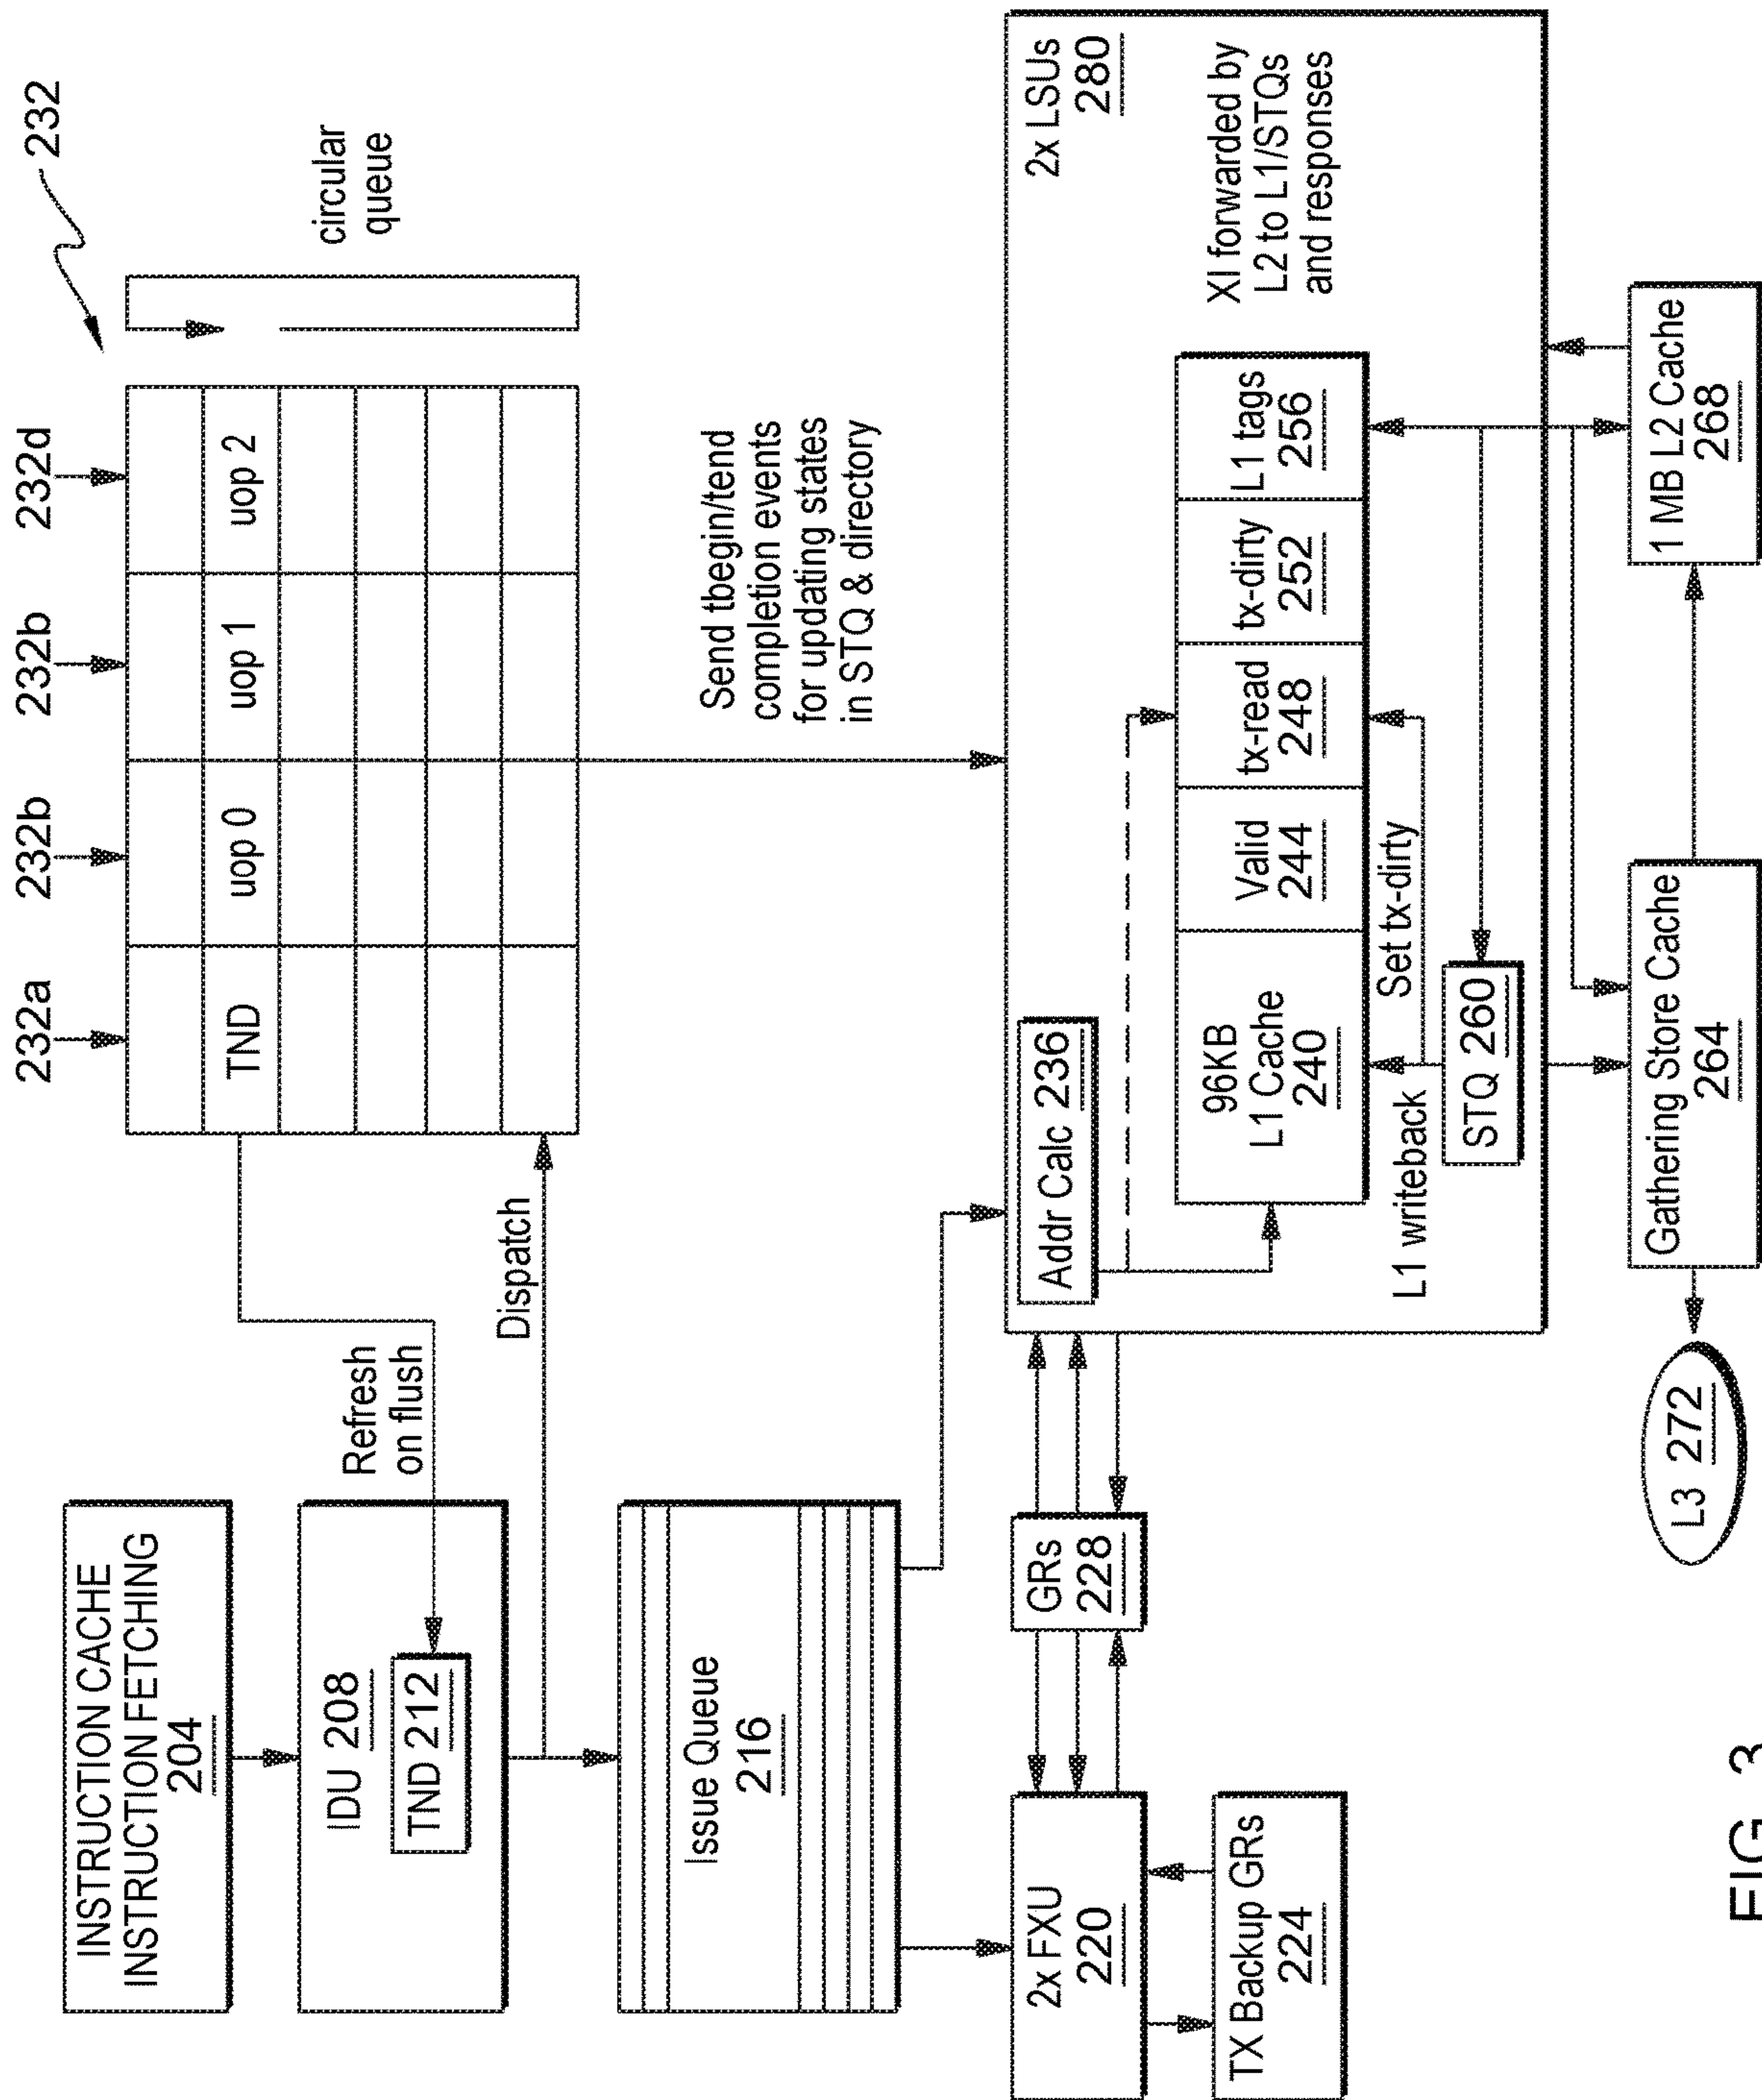 232
232a
232b
232b
232d
TND
uop 0
uop 1
uop 2
circular
queue
INSTRUCTION CACHE
INSTRUCTION FETCHING
204
IDU 208
TND 212
Refresh
on flush
Dispatch
Issue Queue
216
Send tbegin/tend
completion events
for updating states
in STQ & directory
2x FXU
220
TX Backup GRs
224
GRs
228
2x LSUs
280
Addr Calc 236
96KB
L1 Cache
240
Valid
244
tx-read
248
tx-dirty
252
L1 tags
256
XI forwarded by
L2 to L1/STQs
and responses
L1 writeback
Set tx-dirty
STQ 260
L3 272
Gathering Store Cache
264
1 MB L2 Cache
268
FIG. 3